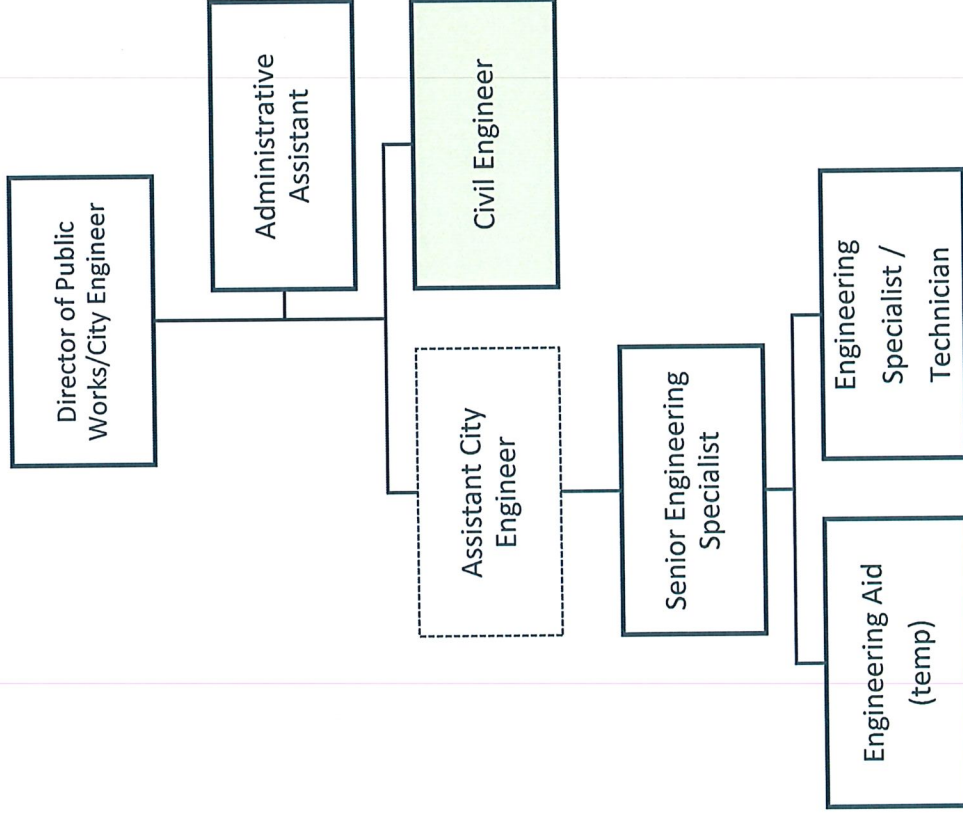 Director of Public
Works/City Engineer
Administrative
Assistant
Assistant City
Engineer
Civil Engineer
Senior Engineering
Specialist
Engineering Aid
(temp)
Engineering
Specialist /
Technician